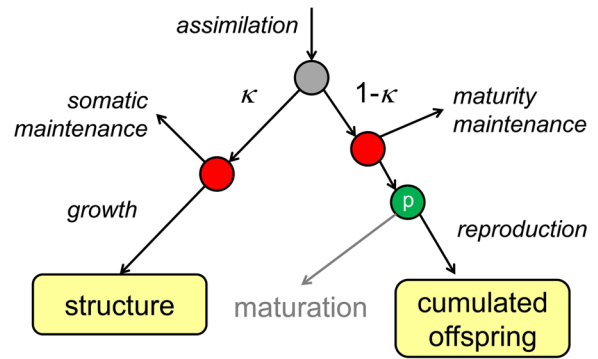 assimilation
κ
1-κ
somatic
maintenance
maturity
maintenance
p
growth
reproduction
structure
maturation
cumulated
offspring